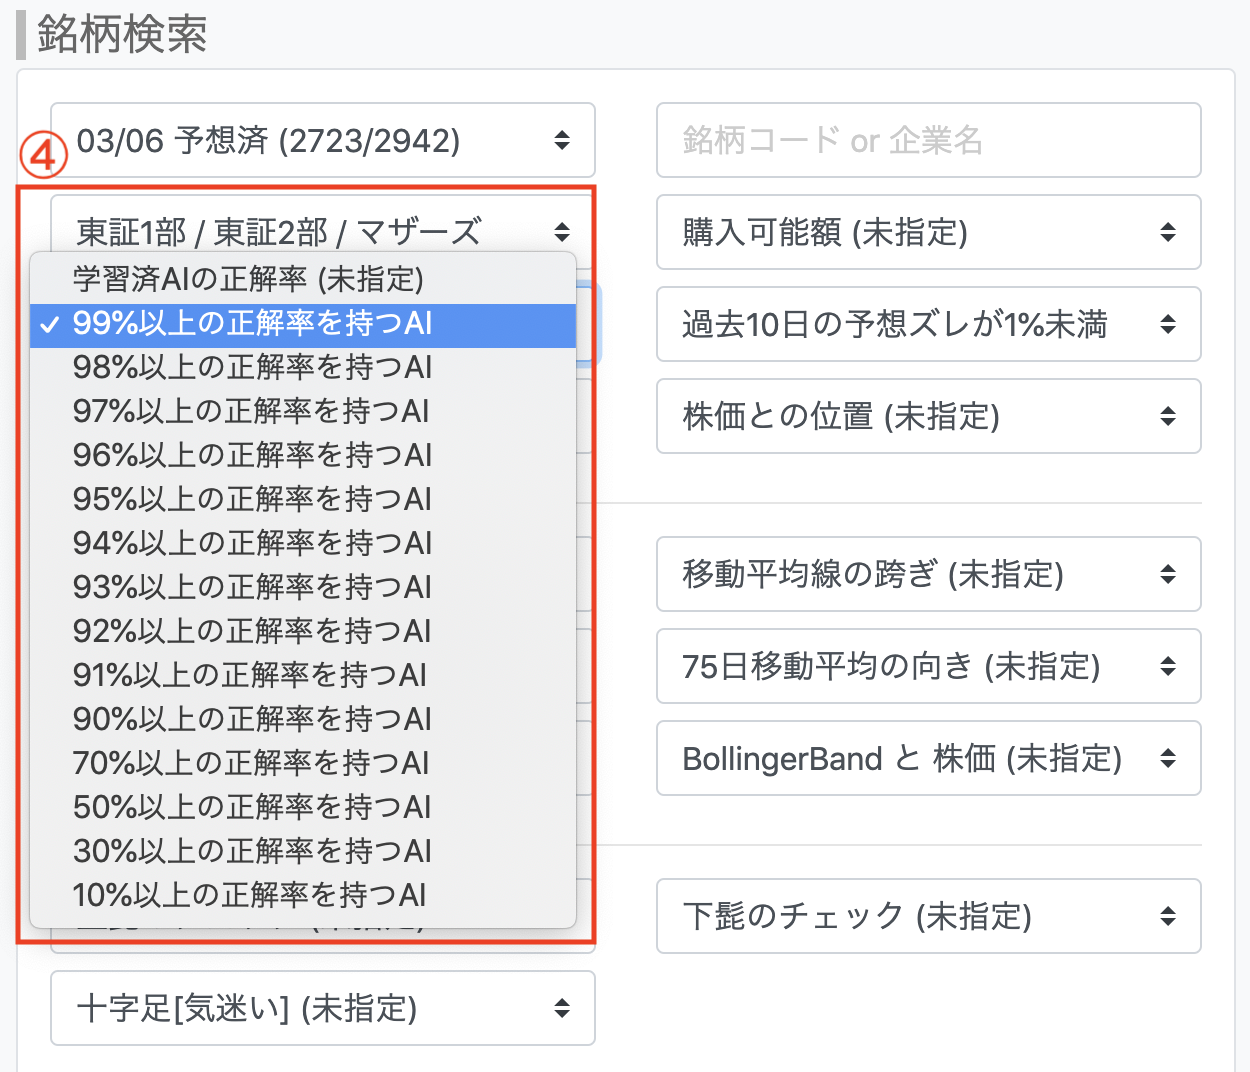 銘柄検索
03/06 予想済 (2723/2942)
銘柄コード or 企業名
④
東証1部 / 東証2部 / マザーズ
購入可能額 (未指定)
学習済AIの正解率 (未指定)
✓ 99%以上の正解率を持つAI
98%以上の正解率を持つAI
97%以上の正解率を持つAI
96%以上の正解率を持つAI
95%以上の正解率を持つAI
94%以上の正解率を持つAI
93%以上の正解率を持つAI
92%以上の正解率を持つAI
91%以上の正解率を持つAI
90%以上の正解率を持つAI
70%以上の正解率を持つAI
50%以上の正解率を持つAI
30%以上の正解率を持つAI
10%以上の正解率を持つAI
過去10日の予想ズレが1%未満
株価との位置 (未指定)
移動平均線の跨ぎ (未指定)
75日移動平均の向き (未指定)
BollingerBand と 株価 (未指定)
下髭のチェック (未指定)
十字足[気迷い] (未指定)